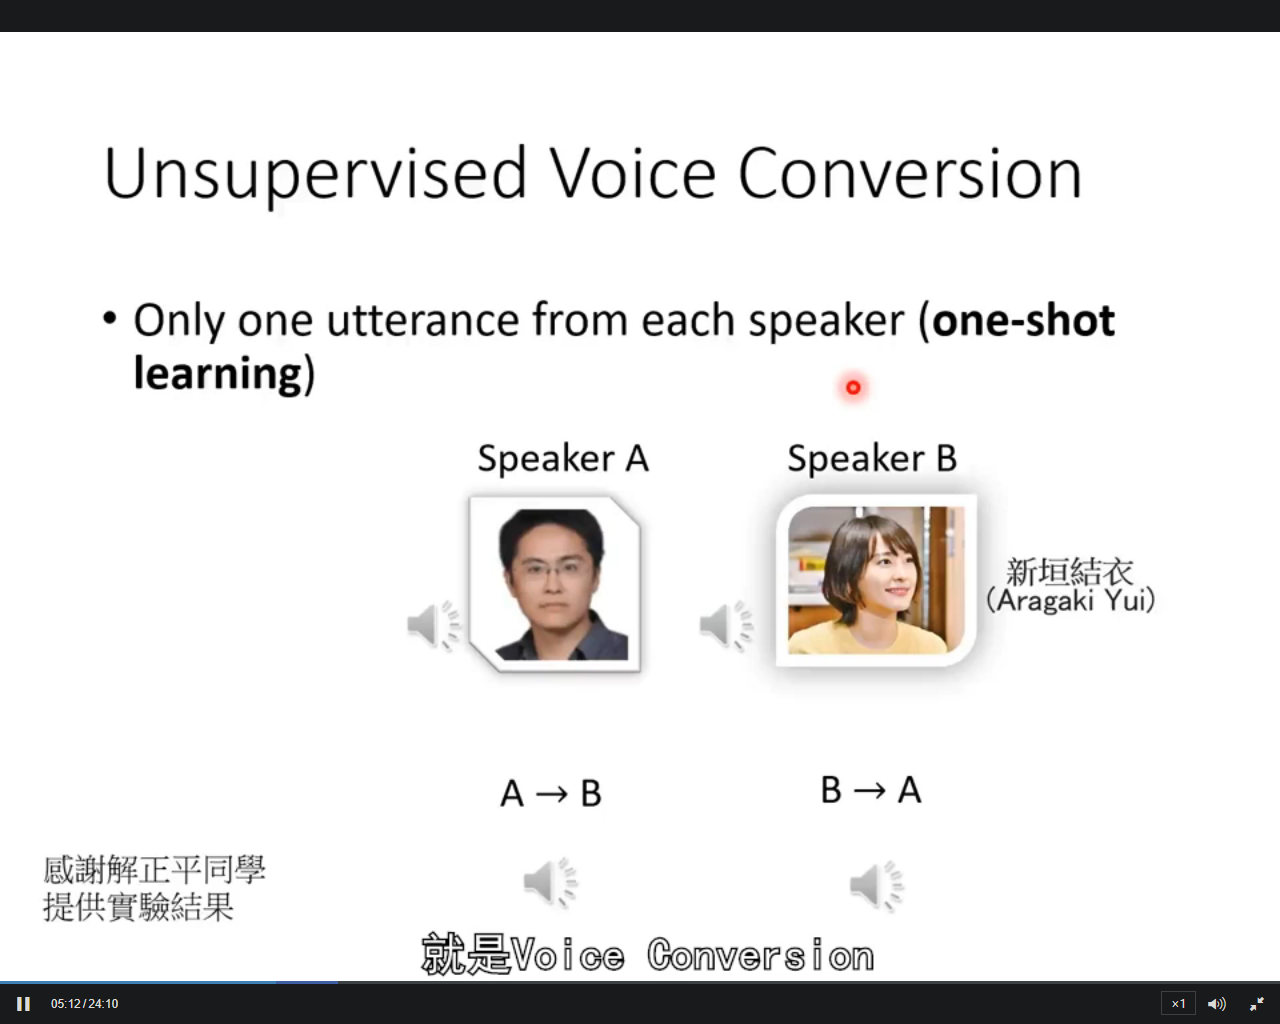 Unsupervised Voice Conversion
• Only one utterance from each speaker (one-shot
learning)
Speaker A
Speaker B
新垣結衣
(Aragaki Yui)
A → B
B → A
感謝解正平同學
提供實驗結果
就是Voice Conversion
05:12/24:10
×1